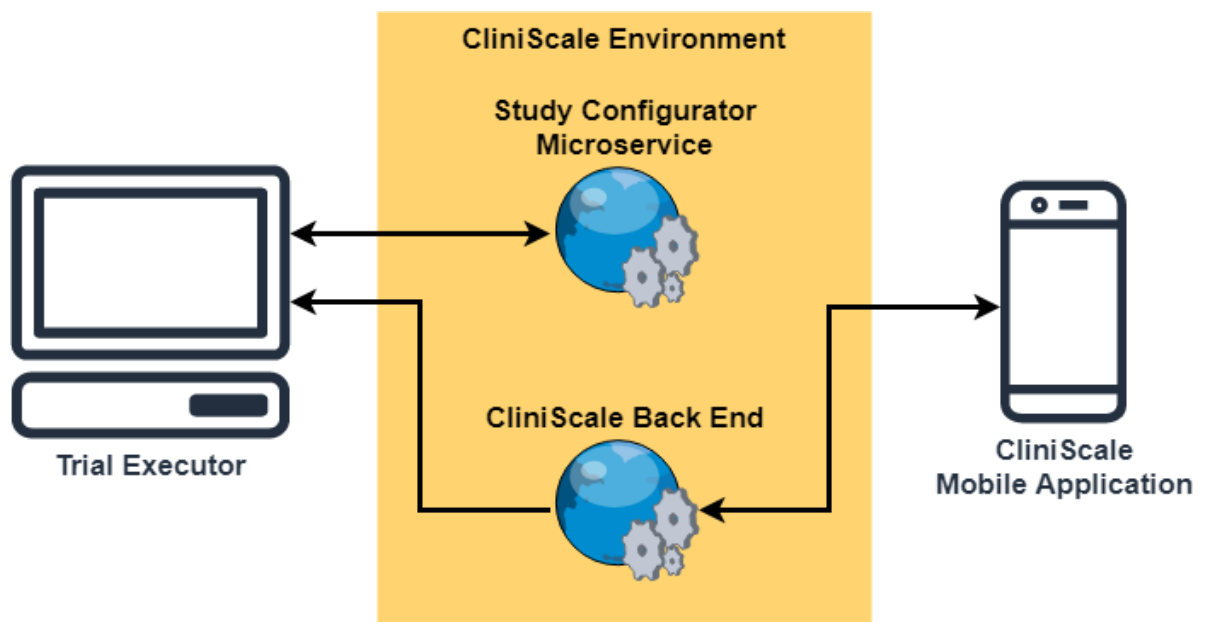 CliniScale Environment
Study Configurator
Microservice
CliniScale Back End
Trial Executor
CliniScale
Mobile Application